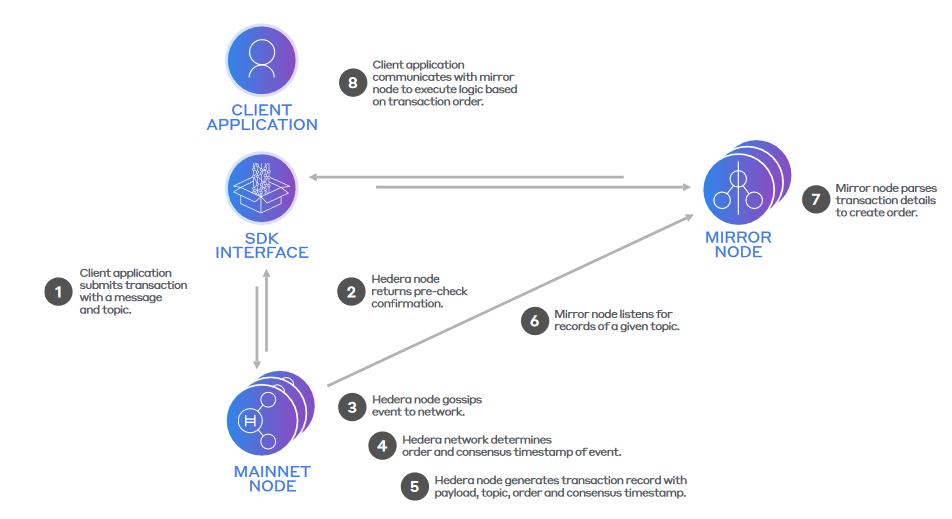 CLIENT
APPLICATION
8
Client application
communicates with mirror
node to execute logic based
on transaction order.
SDK
INTERFACE
MIRROR
NODE
7
Mirror node parses
transaction details
to create order.
1
Client application
submits transaction
with a message
and topic.
2
Hedera node
returns pre-check
confirmation.
6
Mirror node listens for
records of a given topic.
H
MAINNET
NODE
3
Hedera node gossips
event to network.
4
Hedera network determines
order and consensus timestamp of event.
5
Hedera node generates transaction record with
payload, topic, order and consensus timestamp.